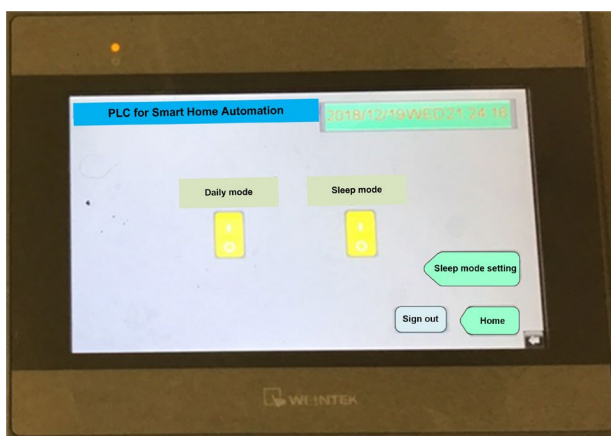 PLC for Smart Home Automation
2018/12/19WED21:24:16
Daily mode
Sleep mode
Sleep mode setting
Sign out
Home
WEINTEK